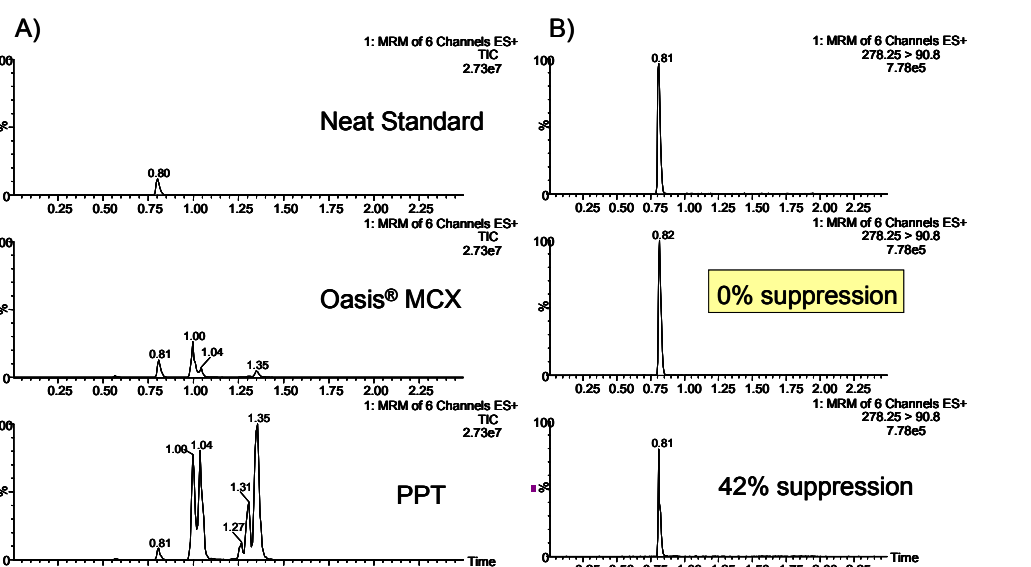 A)
1: MRM of 6 Channels ES+
TIC
2.73e7
Neat Standard
%
0.80
0
0.25 0.50 0.75 1.00 1.25 1.50 1.75 2.00 2.25
1: MRM of 6 Channels ES+
TIC
2.73e7
Oasis® MCX
%
0.81
1.00
1.04
1.35
0
0.25 0.50 0.75 1.00 1.25 1.50 1.75 2.00 2.25
1: MRM of 6 Channels ES+
TIC
2.73e7
PPT
%
0.81
1.00
1.04
1.27
1.31
1.35
0
Time
B)
1: MRM of 6 Channels ES+
278.25 > 90.8
7.78e5
100
%
0.81
0
0.25 0.50 0.75 1.00 1.25 1.50 1.75 2.00 2.25
1: MRM of 6 Channels ES+
278.25 > 90.8
7.78e5
100
%
0.82
0% suppression
0
0.25 0.50 0.75 1.00 1.25 1.50 1.75 2.00 2.25
1: MRM of 6 Channels ES+
278.25 > 90.8
7.78e5
100
%
0.81
42% suppression
0
Time